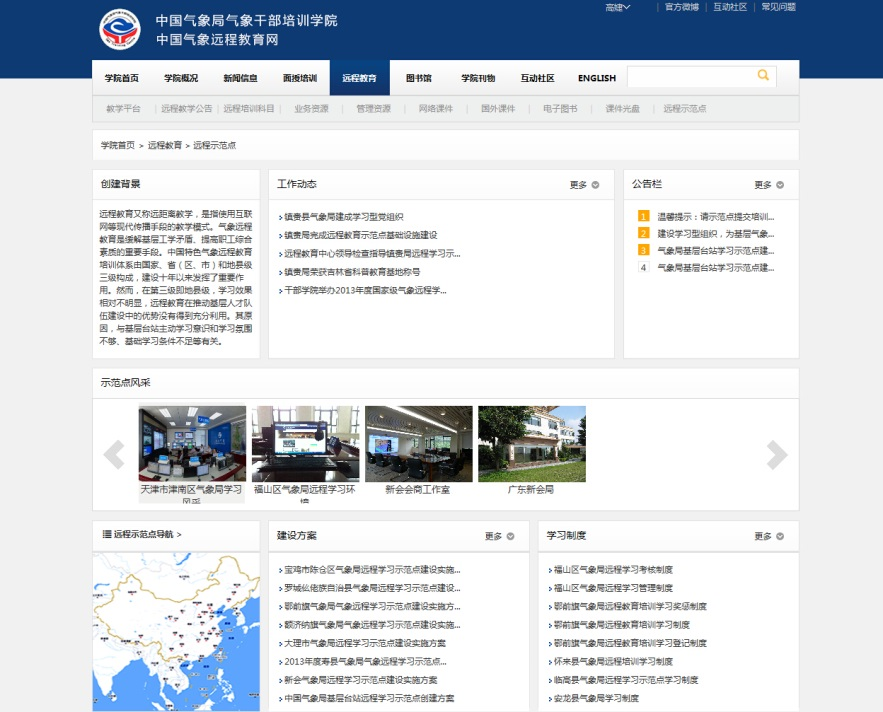 中国气象局气象干部培训学院
中国气象远程教育网
官方微博 互动社区 常见问题
学院首页 学院概况 新闻信息 面授培训 远程教育 图书馆 学院刊物 互动社区 ENGLISH
教学平台 远程教学公告 远程培训科目 业务资源 管理资源 网络课件 国外课件 电子图书 课件光盘 远程示范点
学院首页 > 远程教育 > 远程示范点
创建背景
远程教育又称远距离教学，是指使用互联
网等现代传播手段的教学模式。气象远程
教育是缓解基层工学矛盾、提高职工综合
素质的重要手段。中国特色气象远程教育
培训体系由国家、省（区、市）和地县级
三级构成，建设十年以来发挥了重要作
用。然而，在第三级即地县级，学习效果
相对不明显，远程教育在推动基层人才队
伍建设中的优势没有得到充分利用。其原
因，与基层台站主动学习意识和学习氛围
不够、基础学习条件不足等有关。
工作动态 更多
镇赉县气象局建成学习型党组织
镇赉局完成远程教育示范点基础设施建设
远程教育中心领导检查指导镇赉局远程学习示...
镇赉局荣获吉林省科普教育基地称号
干部学院举办2013年度国家级气象远程学...
公告栏 更多
1 温馨提示：请示范点提交培训...
2 建设学习型组织，为基层气象...
3 气象局基层台站学习示范点建...
4 气象局基层台站学习示范点建...
示范点风采
天津市津南区气象局学习
风采
福山区气象局远程学习环
境
新会会商工作室
广东新会局
远程示范点导航 >
建设方案 更多
宝鸡市陈仓区气象局远程学习示范点建设实施...
罗城仫佬族自治县气象局远程学习示范点建设...
鄂前旗气象局气象远程学习示范点建设实施方...
额济纳旗气象局气象远程学习示范点建设实施...
大理市气象局远程学习示范点建设实施方案
2013年度寿县气象局气象远程学习示范点...
新会气象局远程学习示范点建设实施方案
中国气象局基层台站远程学习示范点创建方案
学习制度 更多
福山区气象局远程学习考核制度
福山区气象局远程学习管理制度
鄂前旗气象局远程教育培训学习奖惩制度
鄂前旗气象局远程教育培训学习制度
鄂前旗气象局远程教育培训学习登记制度
怀来县气象局远程培训学习制度
临高县气象局远程学习示范点学习制度
安龙县气象局学习制度